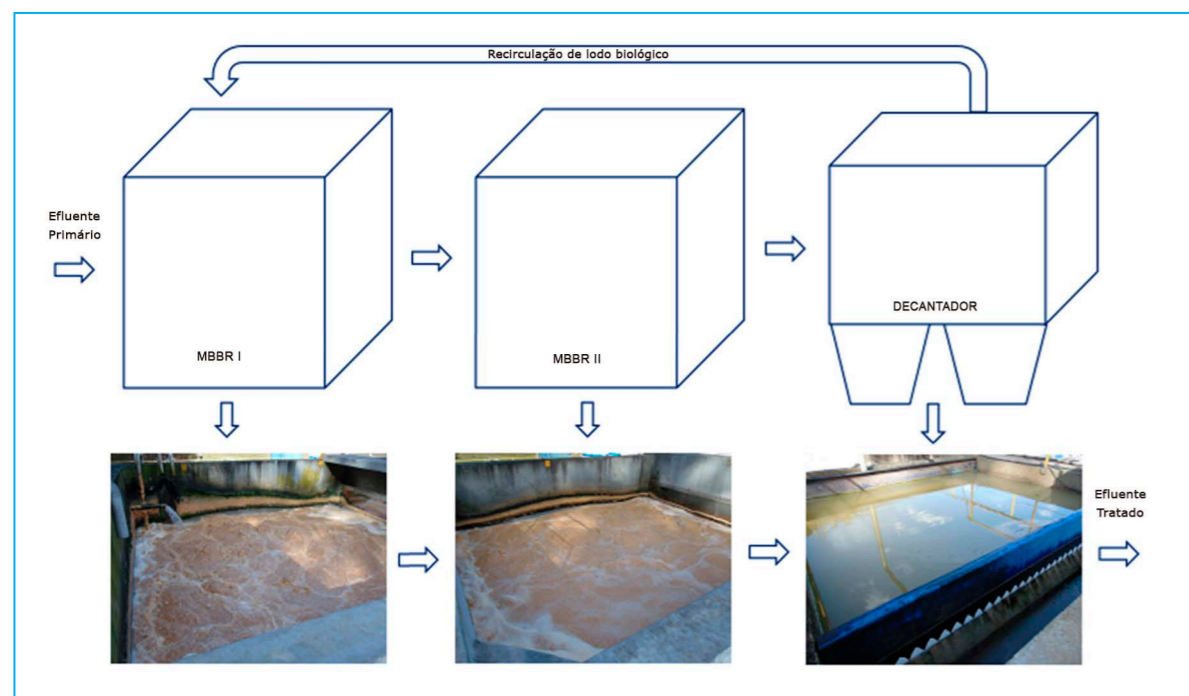 Recirculação de lodo biológico
Efluente
Primário
MBBR I
MBBR II
DECANTADOR
Efluente
Tratado